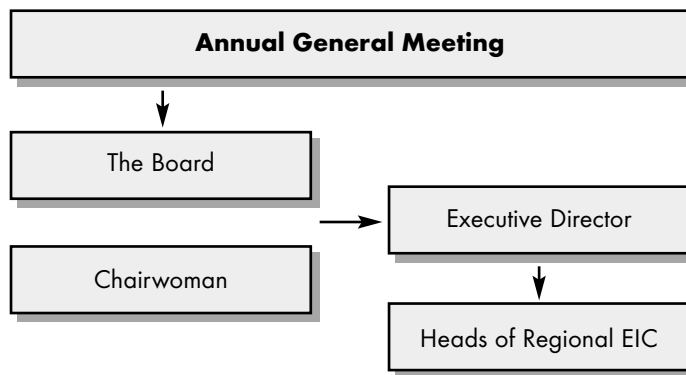 Annual General Meeting
The Board
Executive Director
Chairwoman
Heads of Regional EIC